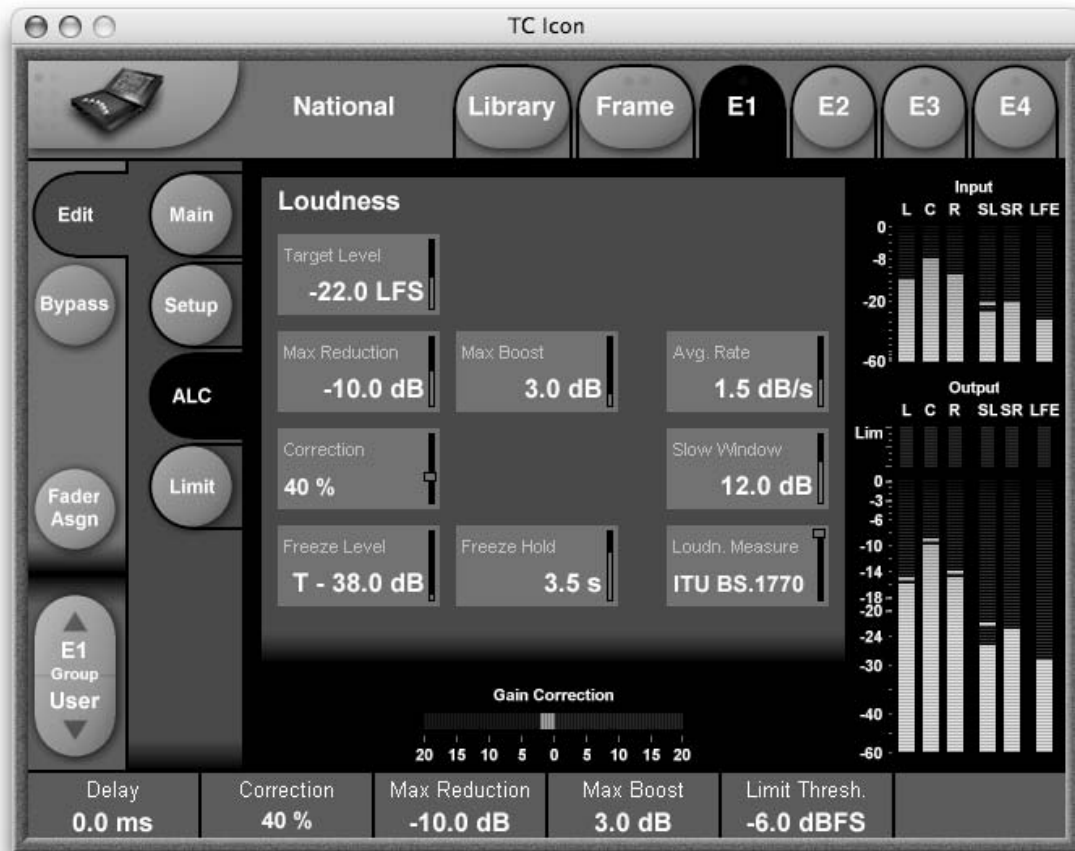 TC Icon
National
Library
Frame
E1
E2
E3
E4
Edit
Bypass
Fader
Asgn
E1
Group
User
Main
Setup
ALC
Limit
Loudness
Target Level
-22.0 LFS
Max Reduction
-10.0 dB
Max Boost
3.0 dB
Avg. Rate
1.5 dB/s
Correction
40 %
Slow Window
12.0 dB
Freeze Level
T - 38.0 dB
Freeze Hold
3.5 s
Loudn. Measure
ITU BS.1770
Gain Correction
20 15 10 5 0 5 10 15 20
Input
L C R SL SR LFE
0
-8
-20
-60
Output
L C R SL SR LFE
Lim
0
-3
-6
-10
-14
-18
-20
-24
-30
-40
-60
Delay
0.0 ms
Correction
40 %
Max Reduction
-10.0 dB
Max Boost
3.0 dB
Limit Thresh.
-6.0 dBFS